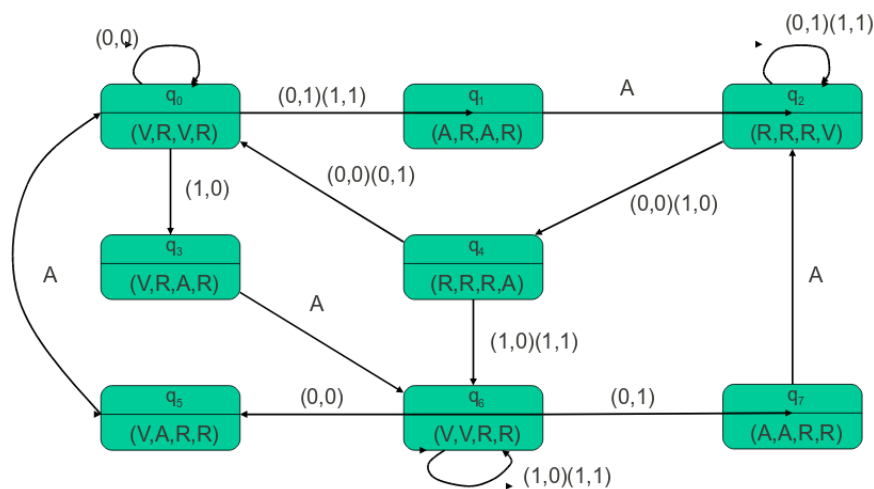 (0,0)
(0,1)(1,1)
q0
(0,1)(1,1)
q1
A
q2
(V,R,V,R)
(A,R,A,R)
(R,R,R,V)
(1,0)
(0,0)(0,1)
(0,0)(1,0)
q3
q4
(V,R,A,R)
(R,R,R,A)
A
A
A
(1,0)(1,1)
q5
(0,0)
q6
(0,1)
q7
(V,A,R,R)
(V,V,R,R)
(A,A,R,R)
(1,0)(1,1)